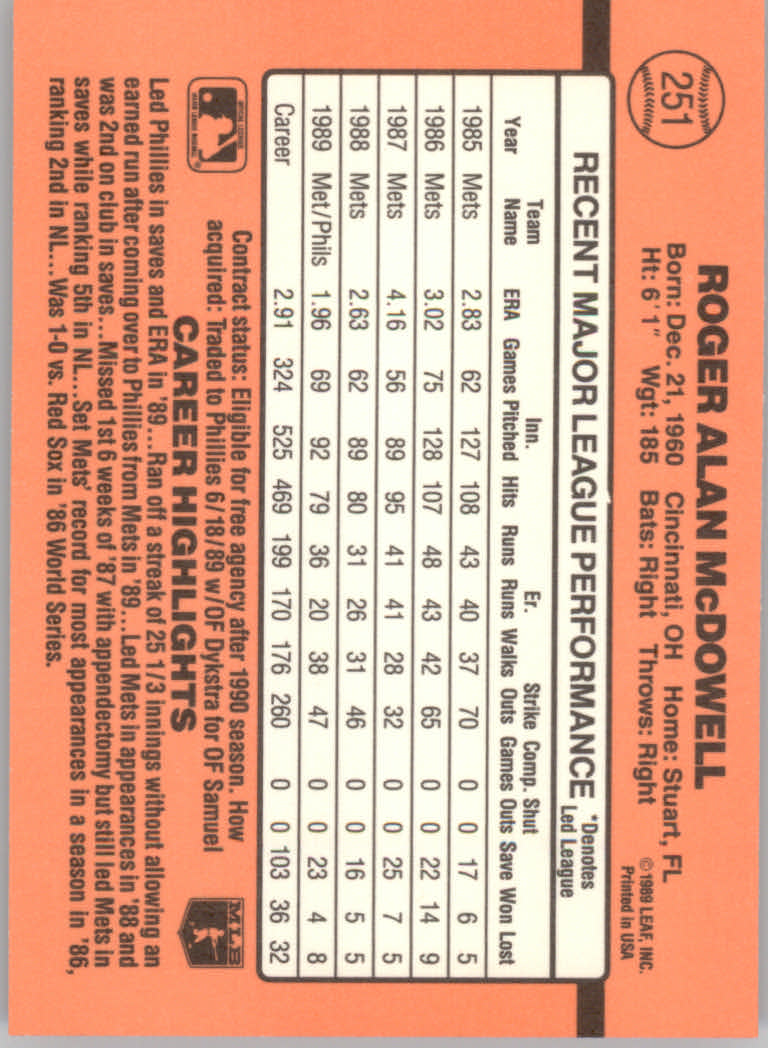 251
ROGER ALAN McDOWELL
Born: Dec. 21, 1960 Cincinnati, OH Home: Stuart, FL
Ht: 6'1" Wgt: 185 Bats: Right Throws: Right
©1989 LEAF, INC.
Printed in USA
RECENT MAJOR LEAGUE PERFORMANCE *Denotes
Led League
Team Inn. Er. Strike Comp. Shut
Year Name ERA Games Pitched Hits Runs Runs Walks Outs Games Outs Save Won Lost
1985 Mets 2.83 62 127 108 43 40 37 70 0 0 17 6 5
1986 Mets 3.02 75 128 107 48 43 42 65 0 0 22 14 9
1987 Mets 4.16 56 89 95 41 41 28 32 0 0 25 7 5
1988 Mets 2.63 62 89 80 31 26 31 46 0 0 16 5 5
1989 Met/Phils 1.96 69 92 79 36 20 38 47 0 0 23 4 8
Career 2.91 324 525 469 199 170 176 260 0 0 103 36 32
Contract status: Eligible for free agency after 1990 season. How
acquired: Traded to Phillies 6/18/89 w/OF Dykstra for OF Samuel
MLB
CAREER HIGHLIGHTS
Led Phillies in saves and ERA in '89...Ran off a streak of 25 1/3 innings without allowing an
earned run after coming over to Phillies from Mets in '89...Led Mets in appearances in '88 and
was 2nd on club in saves...Missed 1st 6 weeks of '87 with appendectomy but still led Mets in
saves while ranking 5th in NL...Set Mets' record for most appearances in a season in '86,
ranking 2nd in NL...Was 1-0 vs. Red Sox in '86 World Series.